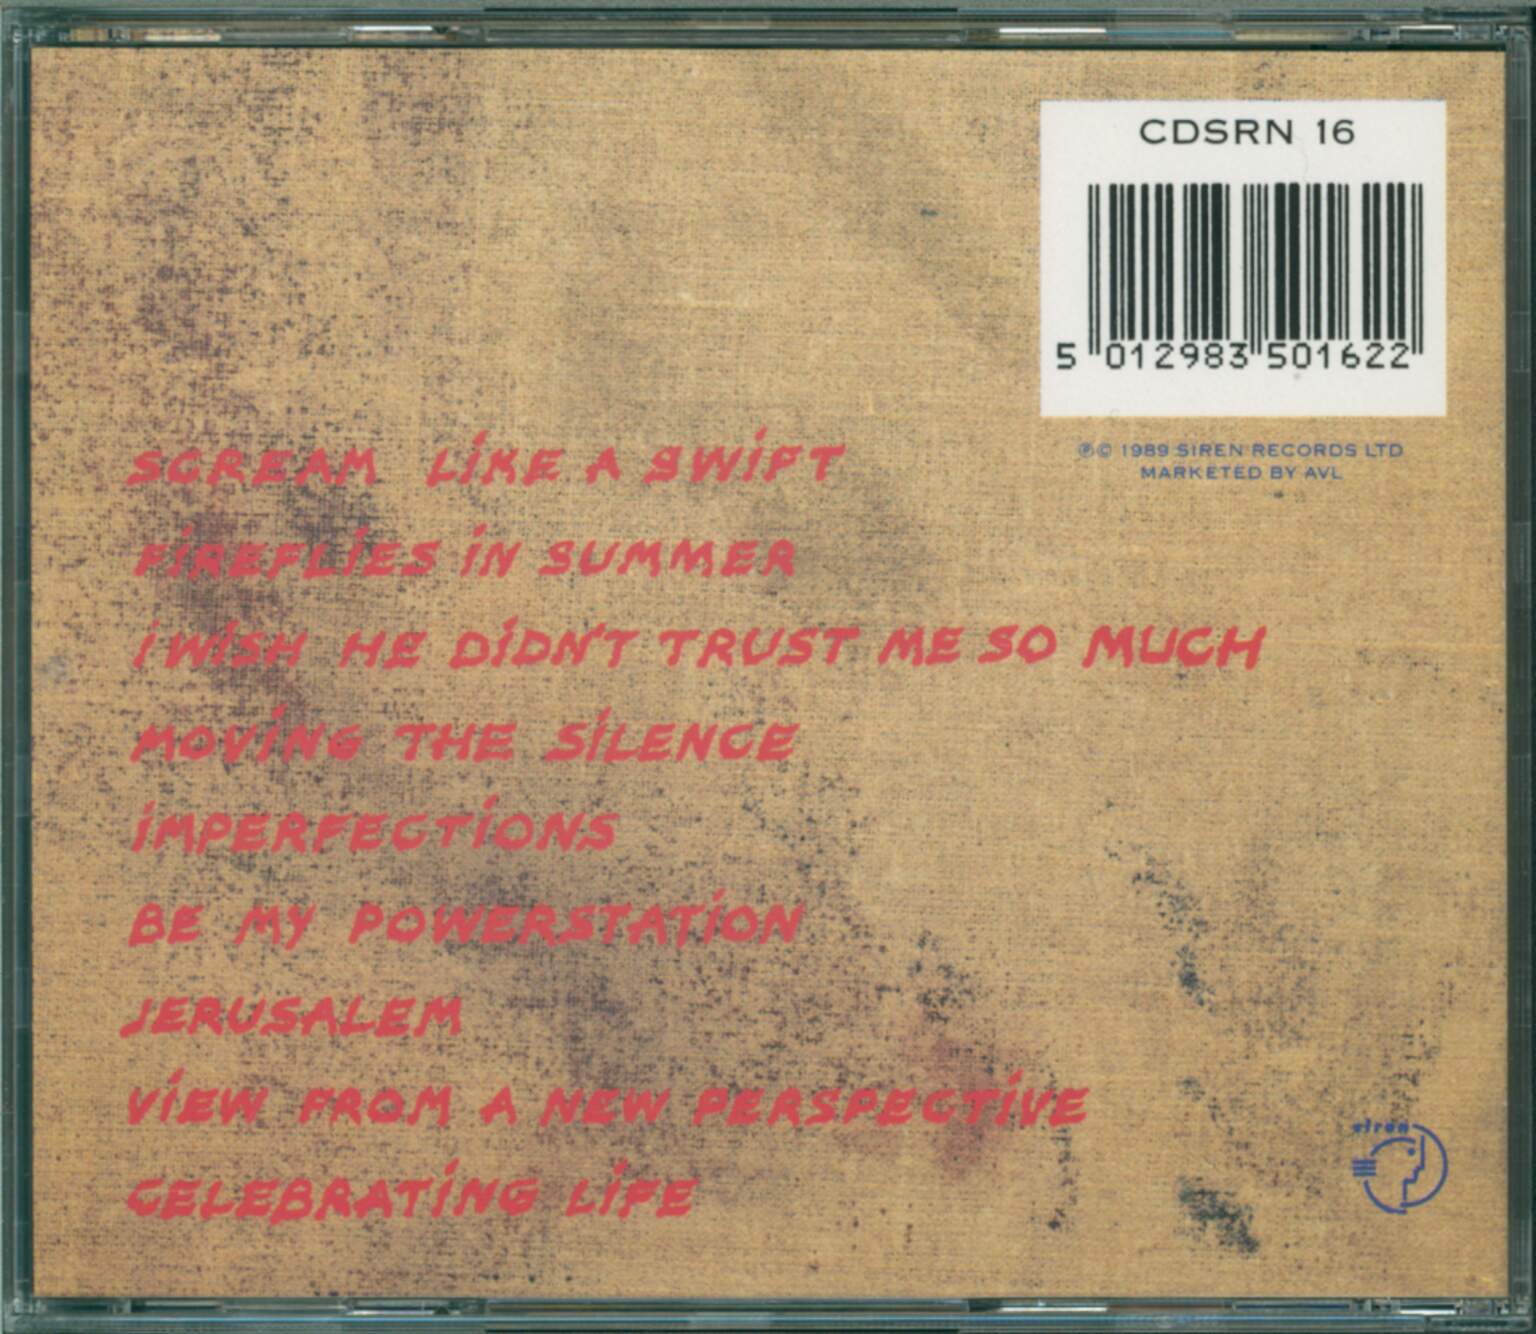 CDSRN 16
5 012983 501622
℗© 1989 SIREN RECORDS LTD
MARKETED BY AVL
SCREAM LIKE A SWIFT
FIREFLIES IN SUMMER
I WISH HE DIDN'T TRUST ME SO MUCH
MOVING THE SILENCE
IMPERFECTIONS
BE MY POWERSTATION
JERUSALEM
VIEW FROM A NEW PERSPECTIVE
CELEBRATING LIFE
siren